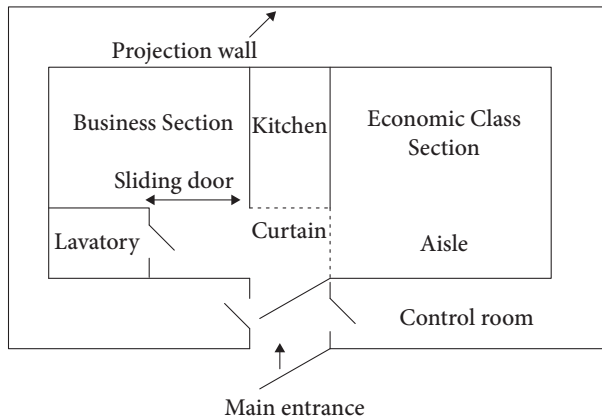 Projection wall
Business Section
Kitchen
Economic Class
Section
Sliding door
Lavatory
Curtain
Aisle
Control room
Main entrance